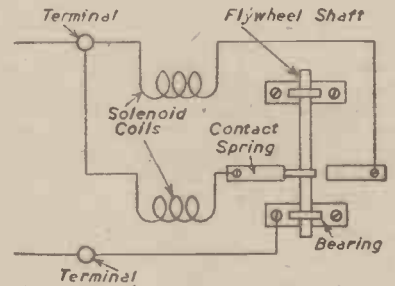 Terminal
Flywheel Shaft
Solenoid
Coils
Contact
Spring
Bearing
Terminal